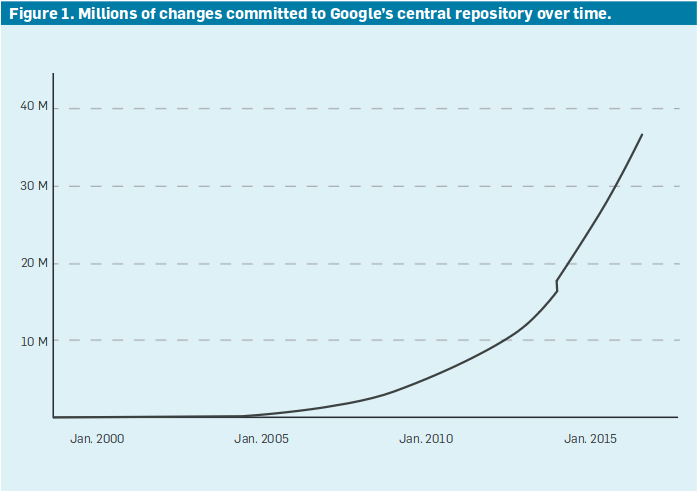 Figure 1. Millions of changes committed to Google’s central repository over time.
40 M
30 M
20 M
10 M
Jan. 2000 Jan. 2005 Jan. 2010 Jan. 2015